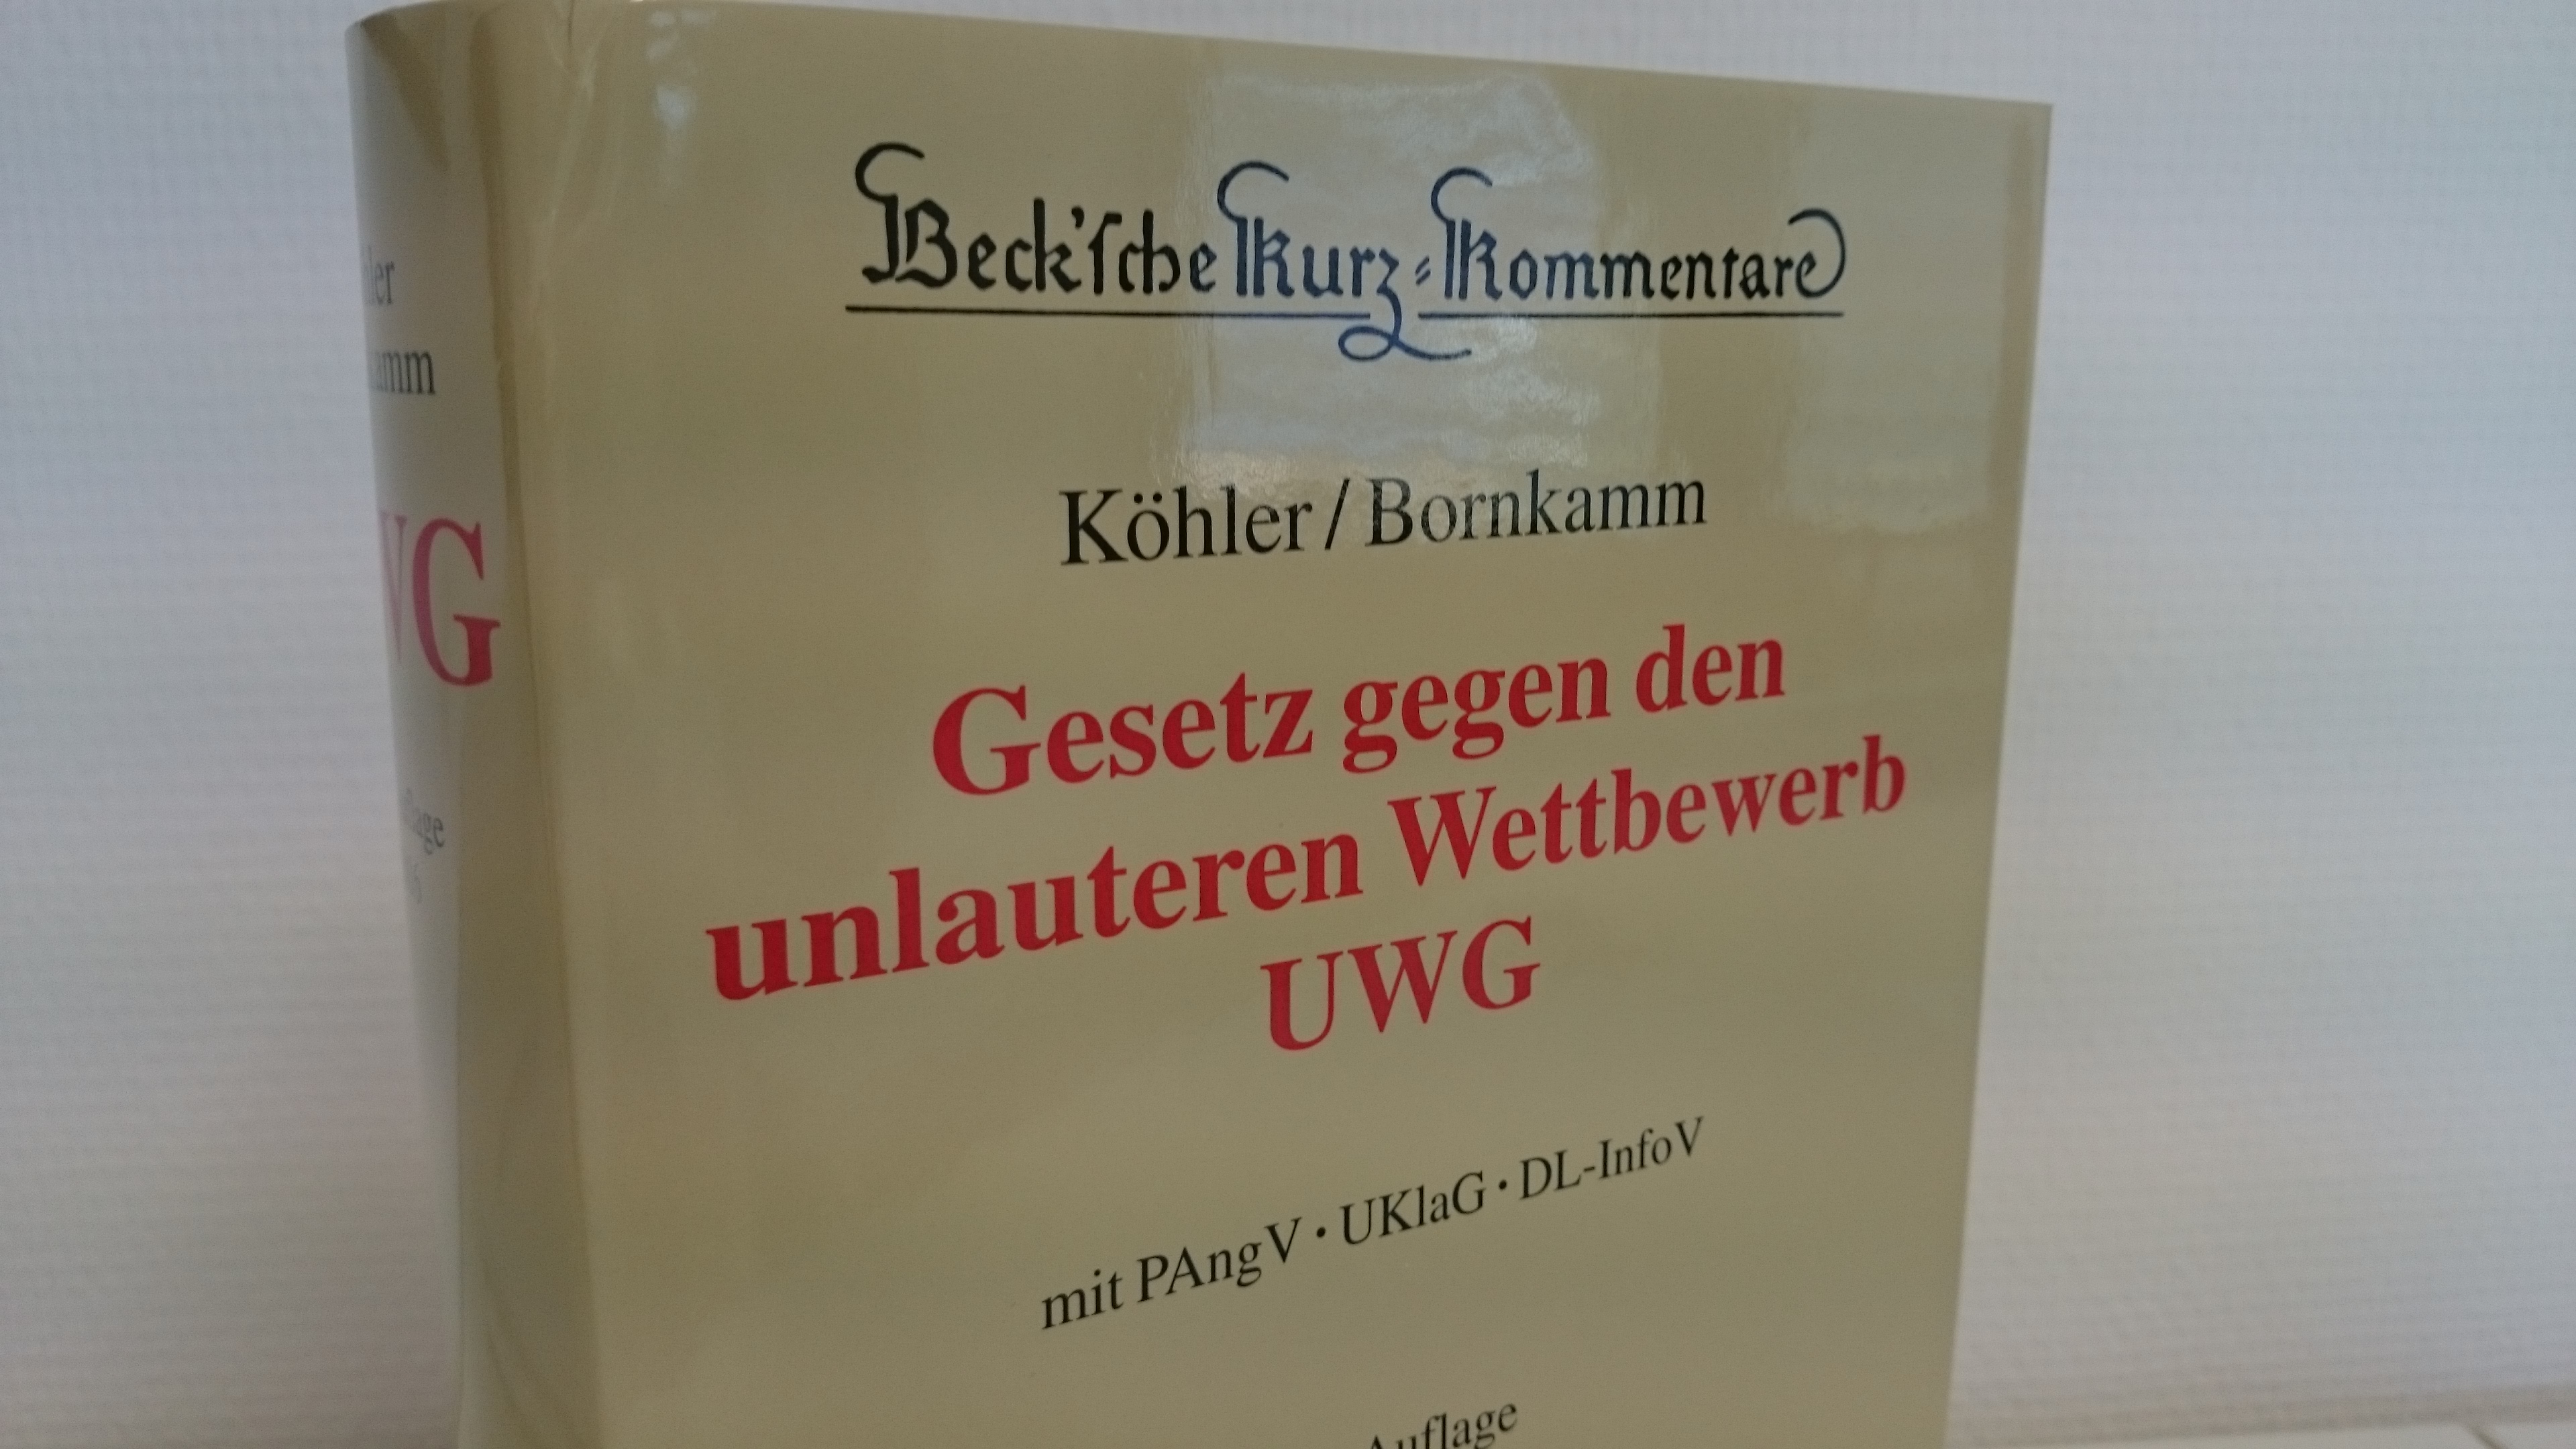 Beck'sche Kurz-Kommentare
Köhler / Bornkamm
Gesetz gegen den
unlauteren Wettbewerb
UWG
mit PAngV · UKlaG · DL-InfoV
Auflage